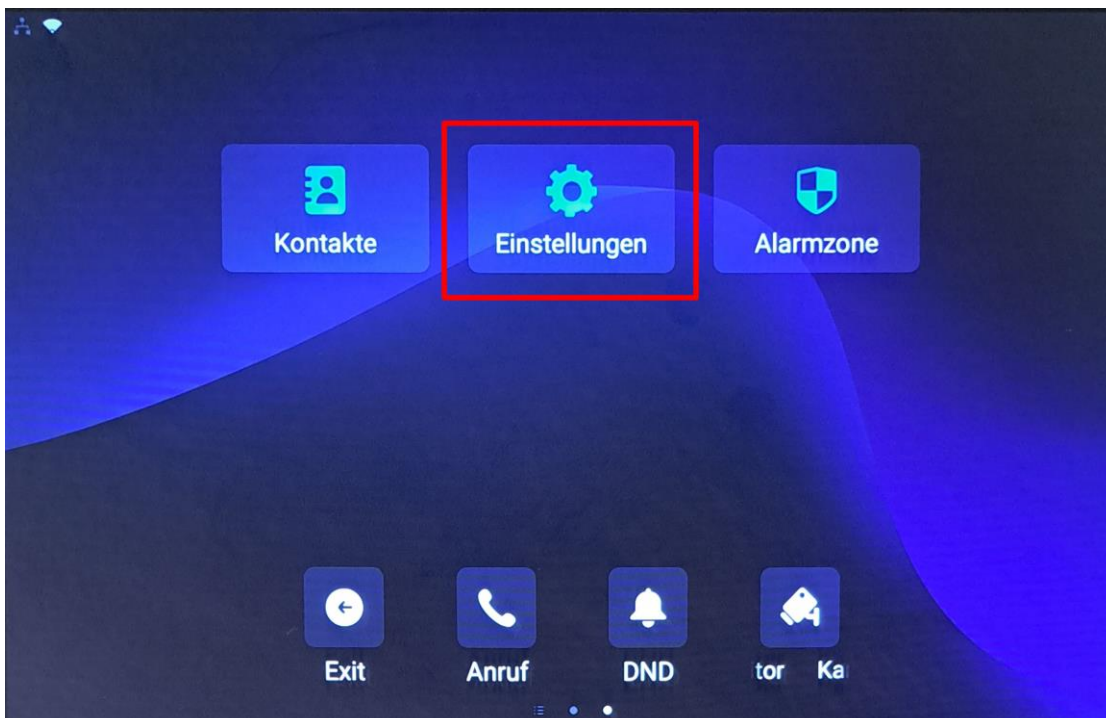 Kontakte
Einstellungen
Alarmzone
Exit
Anruf
DND
tor Ka